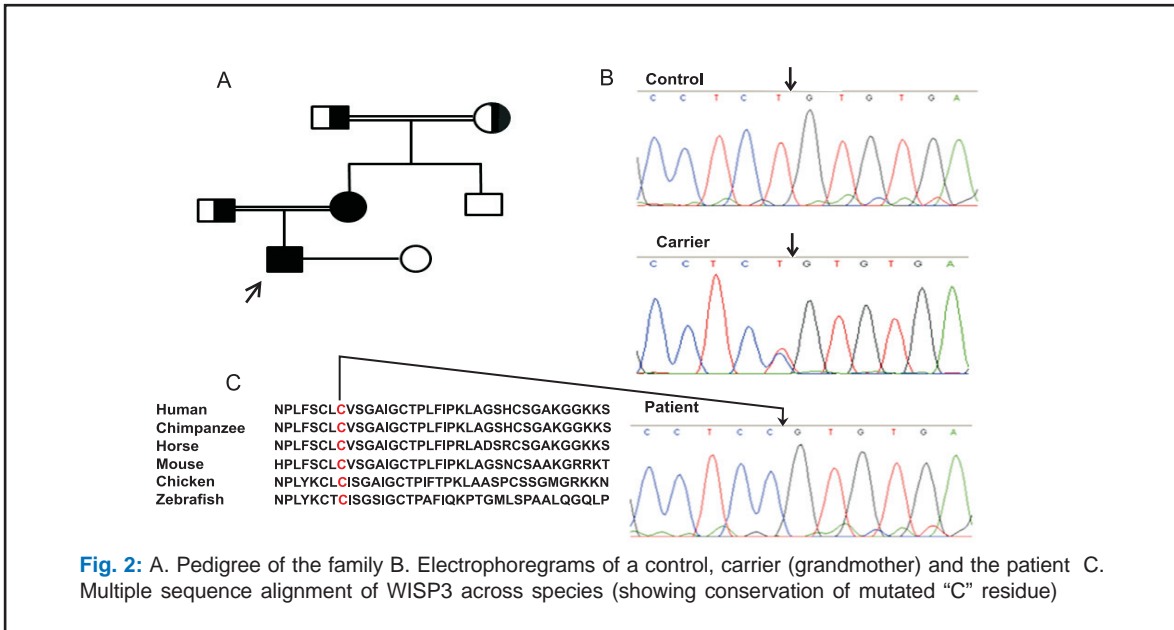 A
B
Control
C C T C T G T G T G A
Carrier
C C T C T G T G T G A
C
Human NPLFSCLCVSGAIGCTPLFIPKLAGSHCSGAKGGKKS
Chimpanzee NPLFSCLCVSGAIGCTPLFIPKLAGSHCSGAKGGKKS
Horse NPLFSCLCVSGAIGCTPLFIPRLADSRCSGAKGGKKS
Mouse HPLFSCLCVSGAIGCTPLFIPKLAGSNCSAAKGRRKT
Chicken NPLYKCLCISGAIGCTPIFTPKLAASPCSSGMGRKKN
Zebrafish NPLYKCTCISGSIGCTPAFIQKPTGMLSPAALQGQLP
Patient
C C T C C G T G T G A
Fig. 2: A. Pedigree of the family B. Electrophoregrams of a control, carrier (grandmother) and the patient C.
Multiple sequence alignment of WISP3 across species (showing conservation of mutated “C” residue)